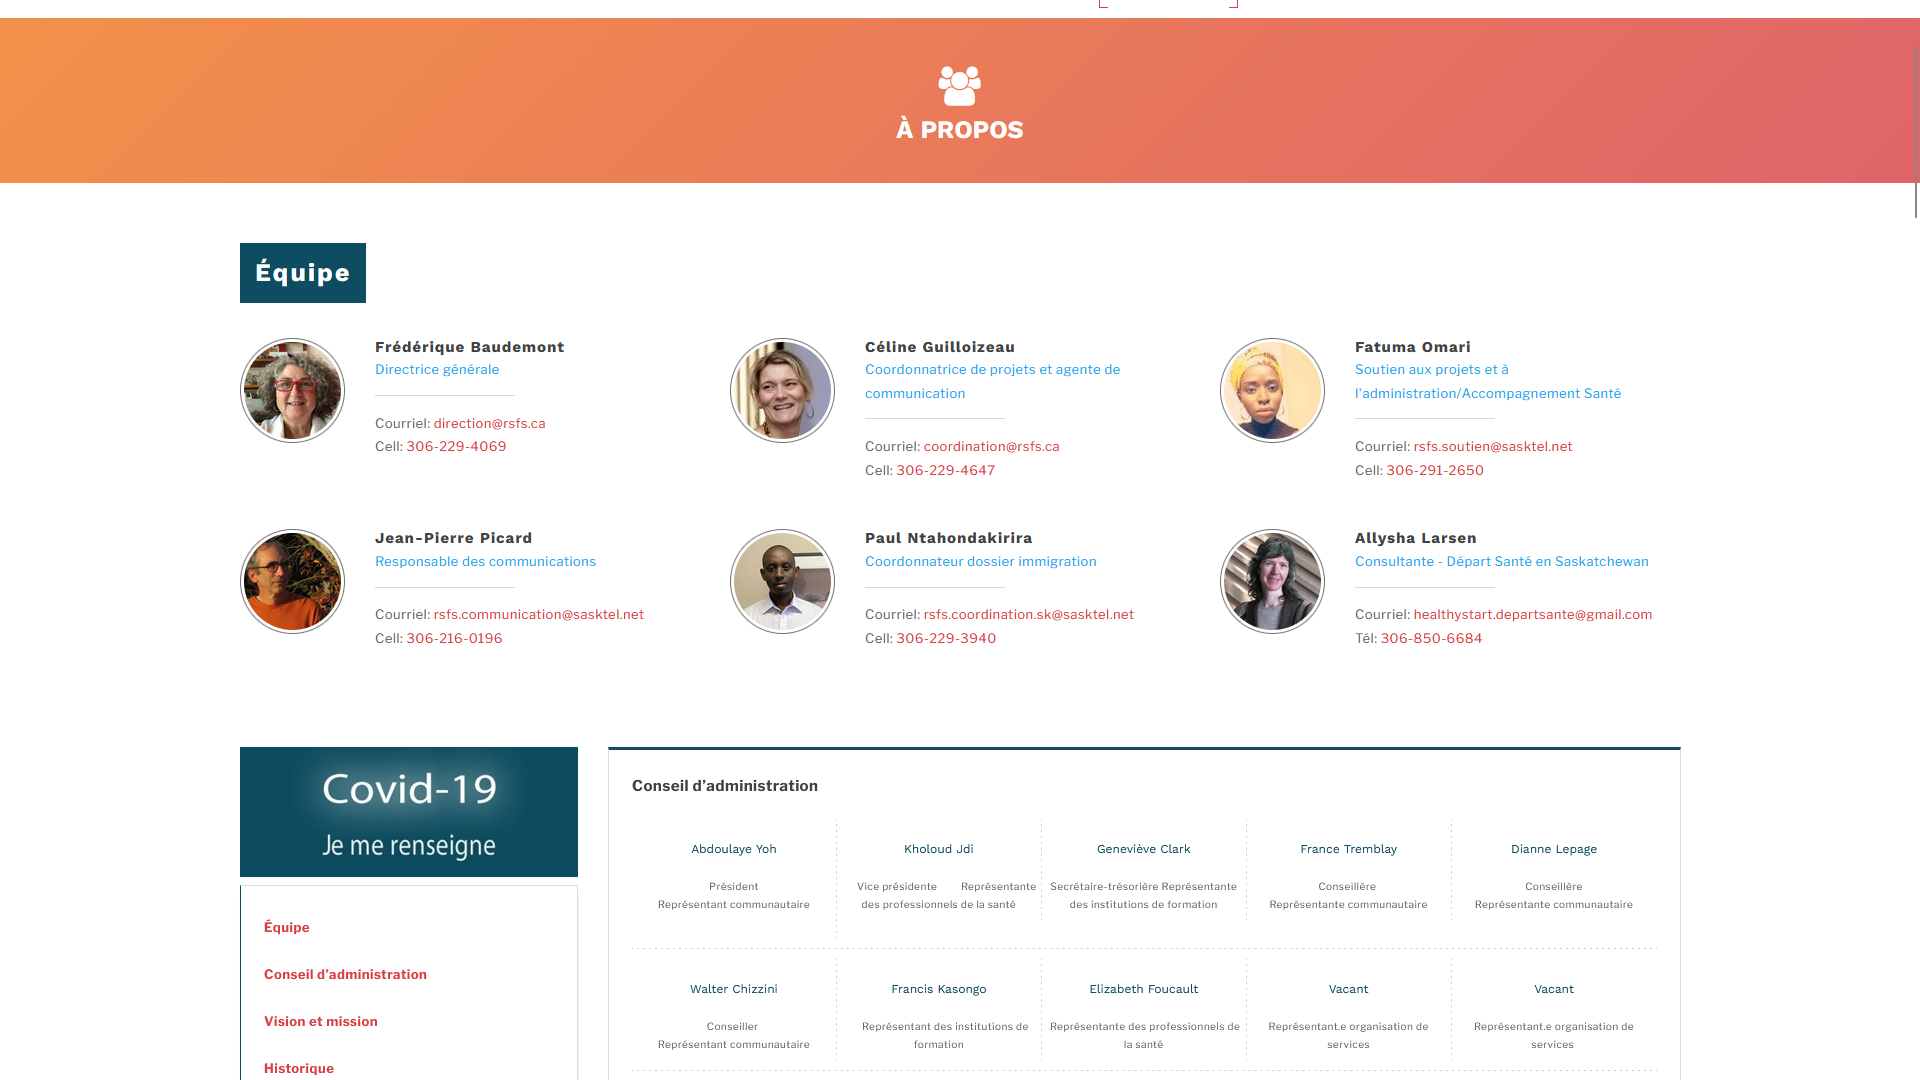 À PROPOS
Équipe
Frédérique Baudemont
Directrice générale
Courriel: direction@rsfs.ca
Cell: 306-229-4069
Céline Guilloizeau
Coordonnatrice de projets et agente de
communication
Courriel: coordination@rsfs.ca
Cell: 306-229-4647
Fatuma Omari
Soutien aux projets et à
l'administration/Accompagnement Santé
Courriel: rsfs.soutien@sasktel.net
Cell: 306-291-2650
Jean-Pierre Picard
Responsable des communications
Courriel: rsfs.communication@sasktel.net
Cell: 306-216-0196
Paul Ntahondakirira
Coordonnateur dossier immigration
Courriel: rsfs.coordination.sk@sasktel.net
Cell: 306-229-3940
Allysha Larsen
Consultante - Départ Santé en Saskatchewan
Courriel: healthystart.departsante@gmail.com
Tél: 306-850-6684
Covid-19
Je me renseigne
Équipe
Conseil d’administration
Vision et mission
Historique
Conseil d’administration
Abdoulaye Yoh
Président
Représentant communautaire
Kholoud Jdi
Vice présidente Représentante
des professionnels de la santé
Geneviève Clark
Secrétaire-trésorière Représentante
des institutions de formation
France Tremblay
Conseillère
Représentante communautaire
Dianne Lepage
Conseillère
Représentante communautaire
Walter Chizzini
Conseiller
Représentant communautaire
Francis Kasongo
Représentant des institutions de
formation
Elizabeth Foucault
Représentante des professionnels de
la santé
Vacant
Représentant.e organisation de
services
Vacant
Représentant.e organisation de
services